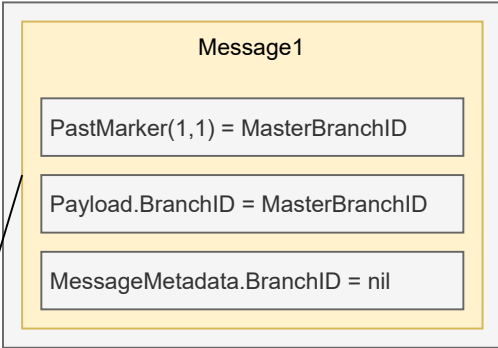 Message1
PastMarker(1,1) = MasterBranchID
Payload.BranchID = MasterBranchID
MessageMetadata.BranchID = nil